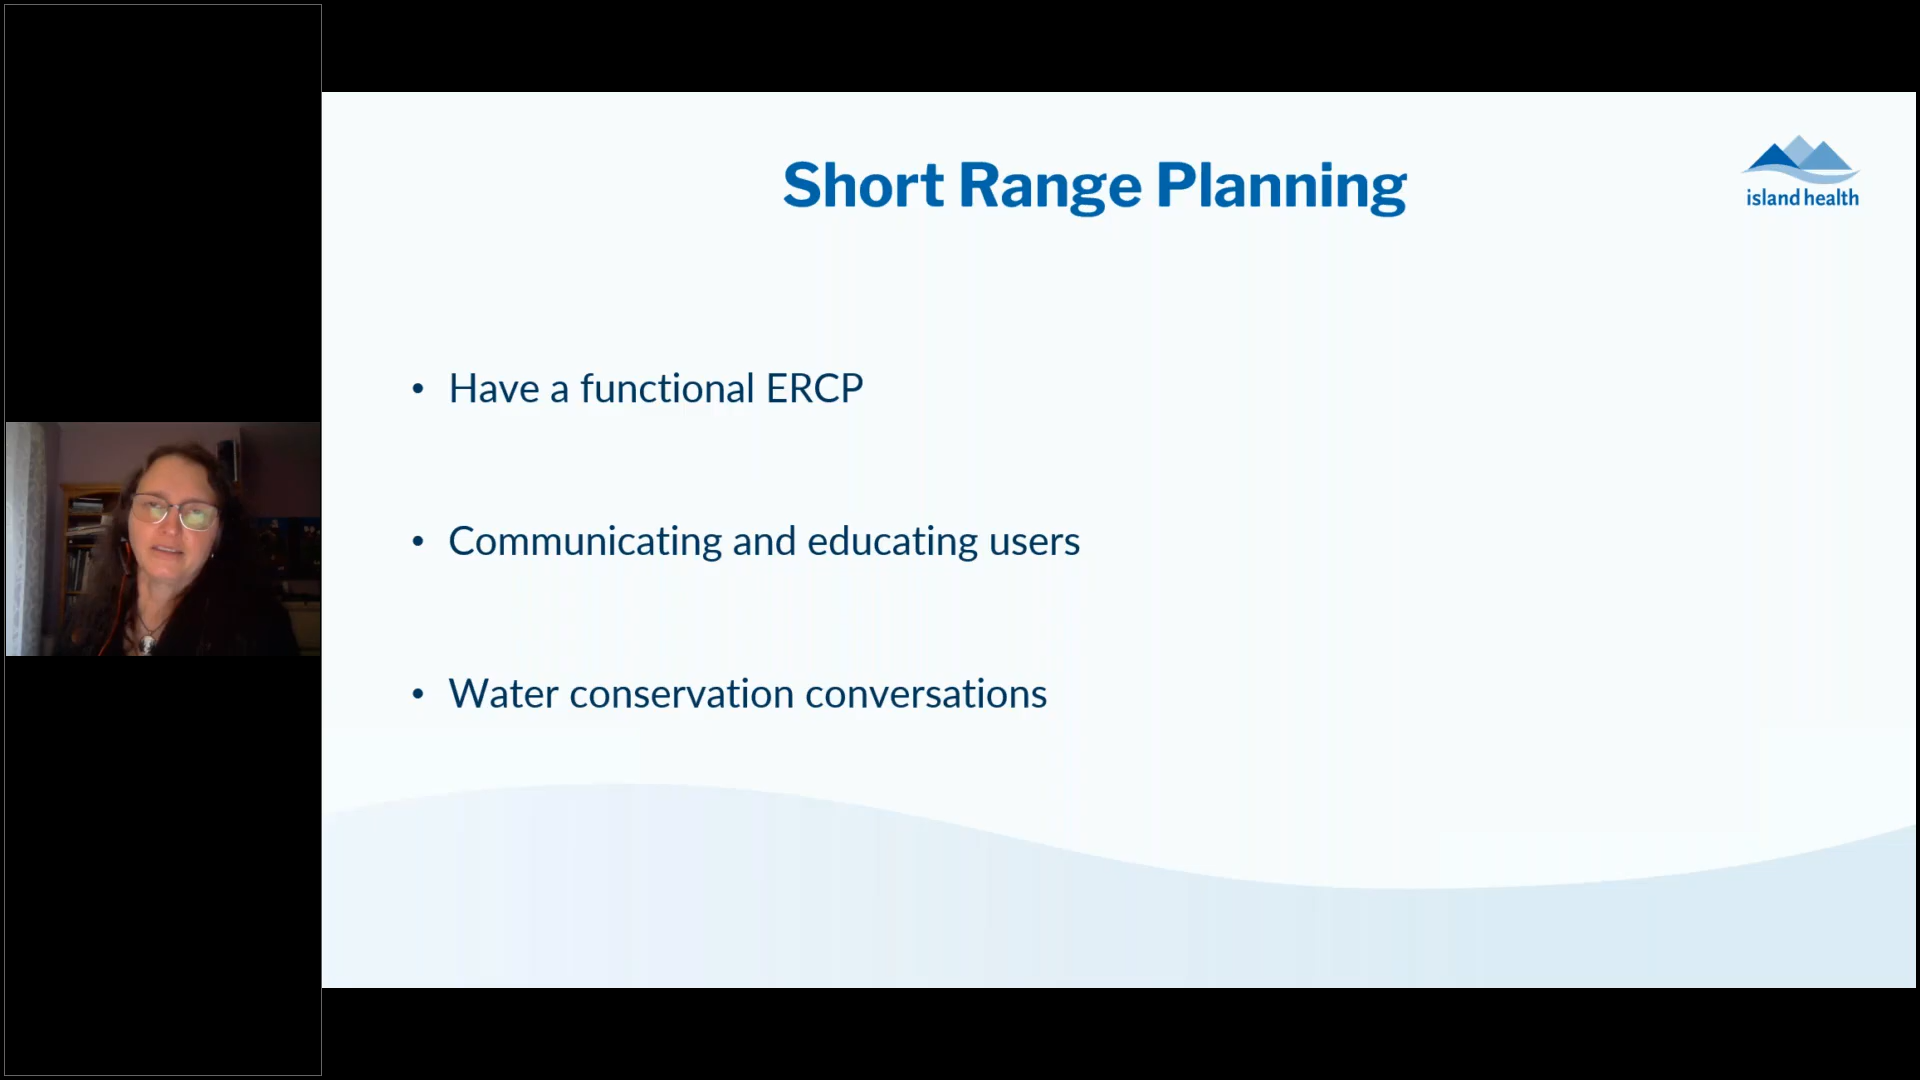 Short Range Planning
island health
• Have a functional ERCP
• Communicating and educating users
• Water conservation conversations